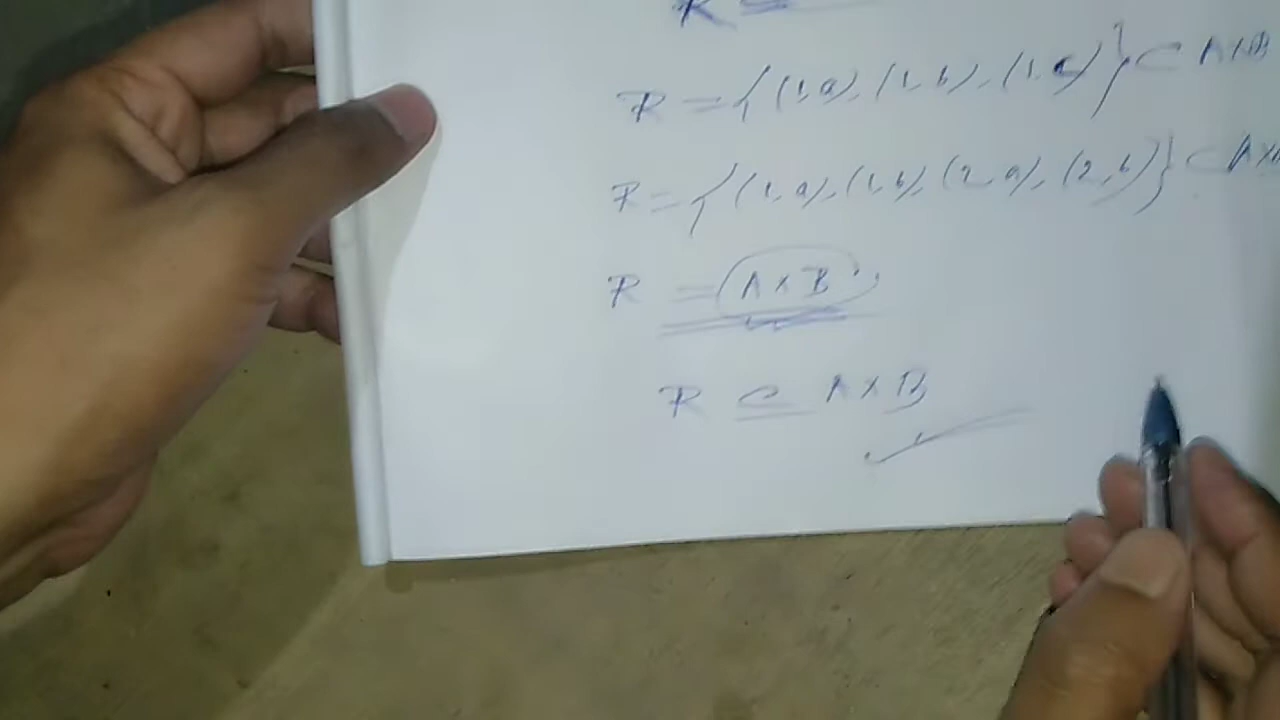 R =
R = {(1,a), (1,b), (1,c)} ⊂ A×B
R = {(1,a), (1,b), (2,a), (2,b)} ⊂ A×B
R = (A×B)
R ⊆ A×B